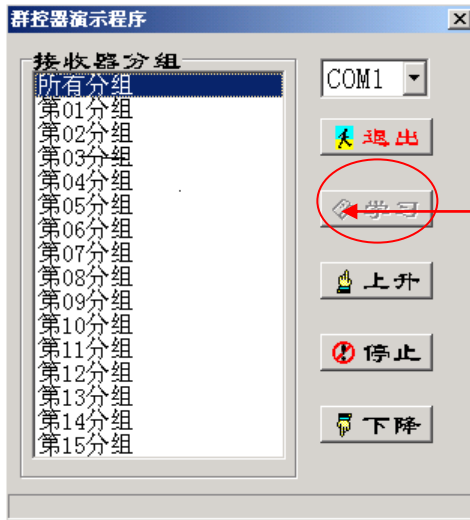 群控器演示程序
接收器分组
所有分组
第01分组
第02分组
第03分组
第04分组
第05分组
第06分组
第07分组
第08分组
第09分组
第10分组
第11分组
第12分组
第13分组
第14分组
第15分组
COM1
退出
学习
上升
停止
下降